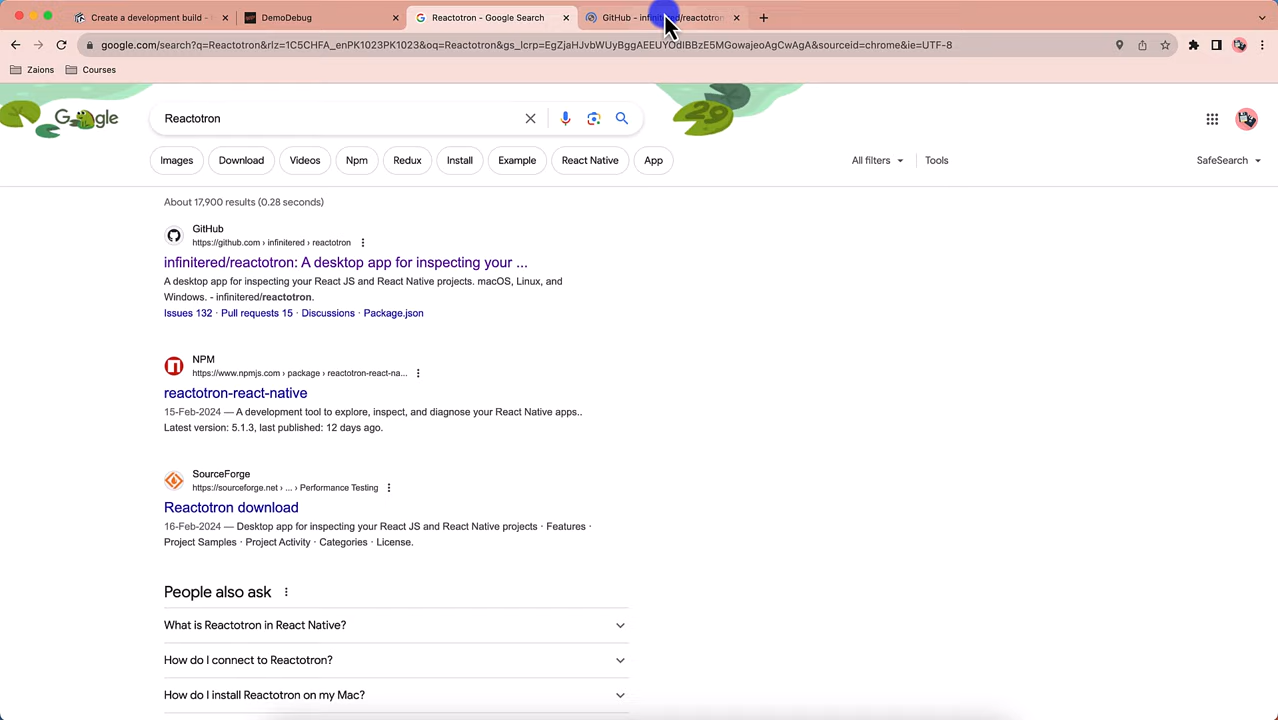 Create a development build -
DemoDebug
Reactotron - Google Search
GitHub - infinitered/reactotron
google.com/search?q=Reactotron&rlz=1C5CHFA_enPK1023PK1023&oq=Reactotron&gs_lcrp=EgZjaHJvbWUyBggAEEUYOdIBBzE5MGowajeoAgCwAgA&sourceid=chrome&ie=UTF-8
Zaions
Courses
Google
Reactotron
29
Images
Download
Videos
Npm
Redux
Install
Example
React Native
App
All filters
Tools
SafeSearch
About 17,900 results (0.28 seconds)
GitHub
https://github.com › infinitered › reactotron
infinitered/reactotron: A desktop app for inspecting your ...
A desktop app for inspecting your React JS and React Native projects. macOS, Linux, and
Windows. - infinitered/reactotron.
Issues 132 · Pull requests 15 · Discussions · Package.json
NPM
https://www.npmjs.com › package › reactotron-react-na...
reactotron-react-native
15-Feb-2024 — A development tool to explore, inspect, and diagnose your React Native apps..
Latest version: 5.1.3, last published: 12 days ago.
SourceForge
https://sourceforge.net › ... › Performance Testing
Reactotron download
16-Feb-2024 — Desktop app for inspecting your React JS and React Native projects · Features ·
Project Samples · Project Activity · Categories · License.
People also ask
What is Reactotron in React Native?
How do I connect to Reactotron?
How do I install Reactotron on my Mac?